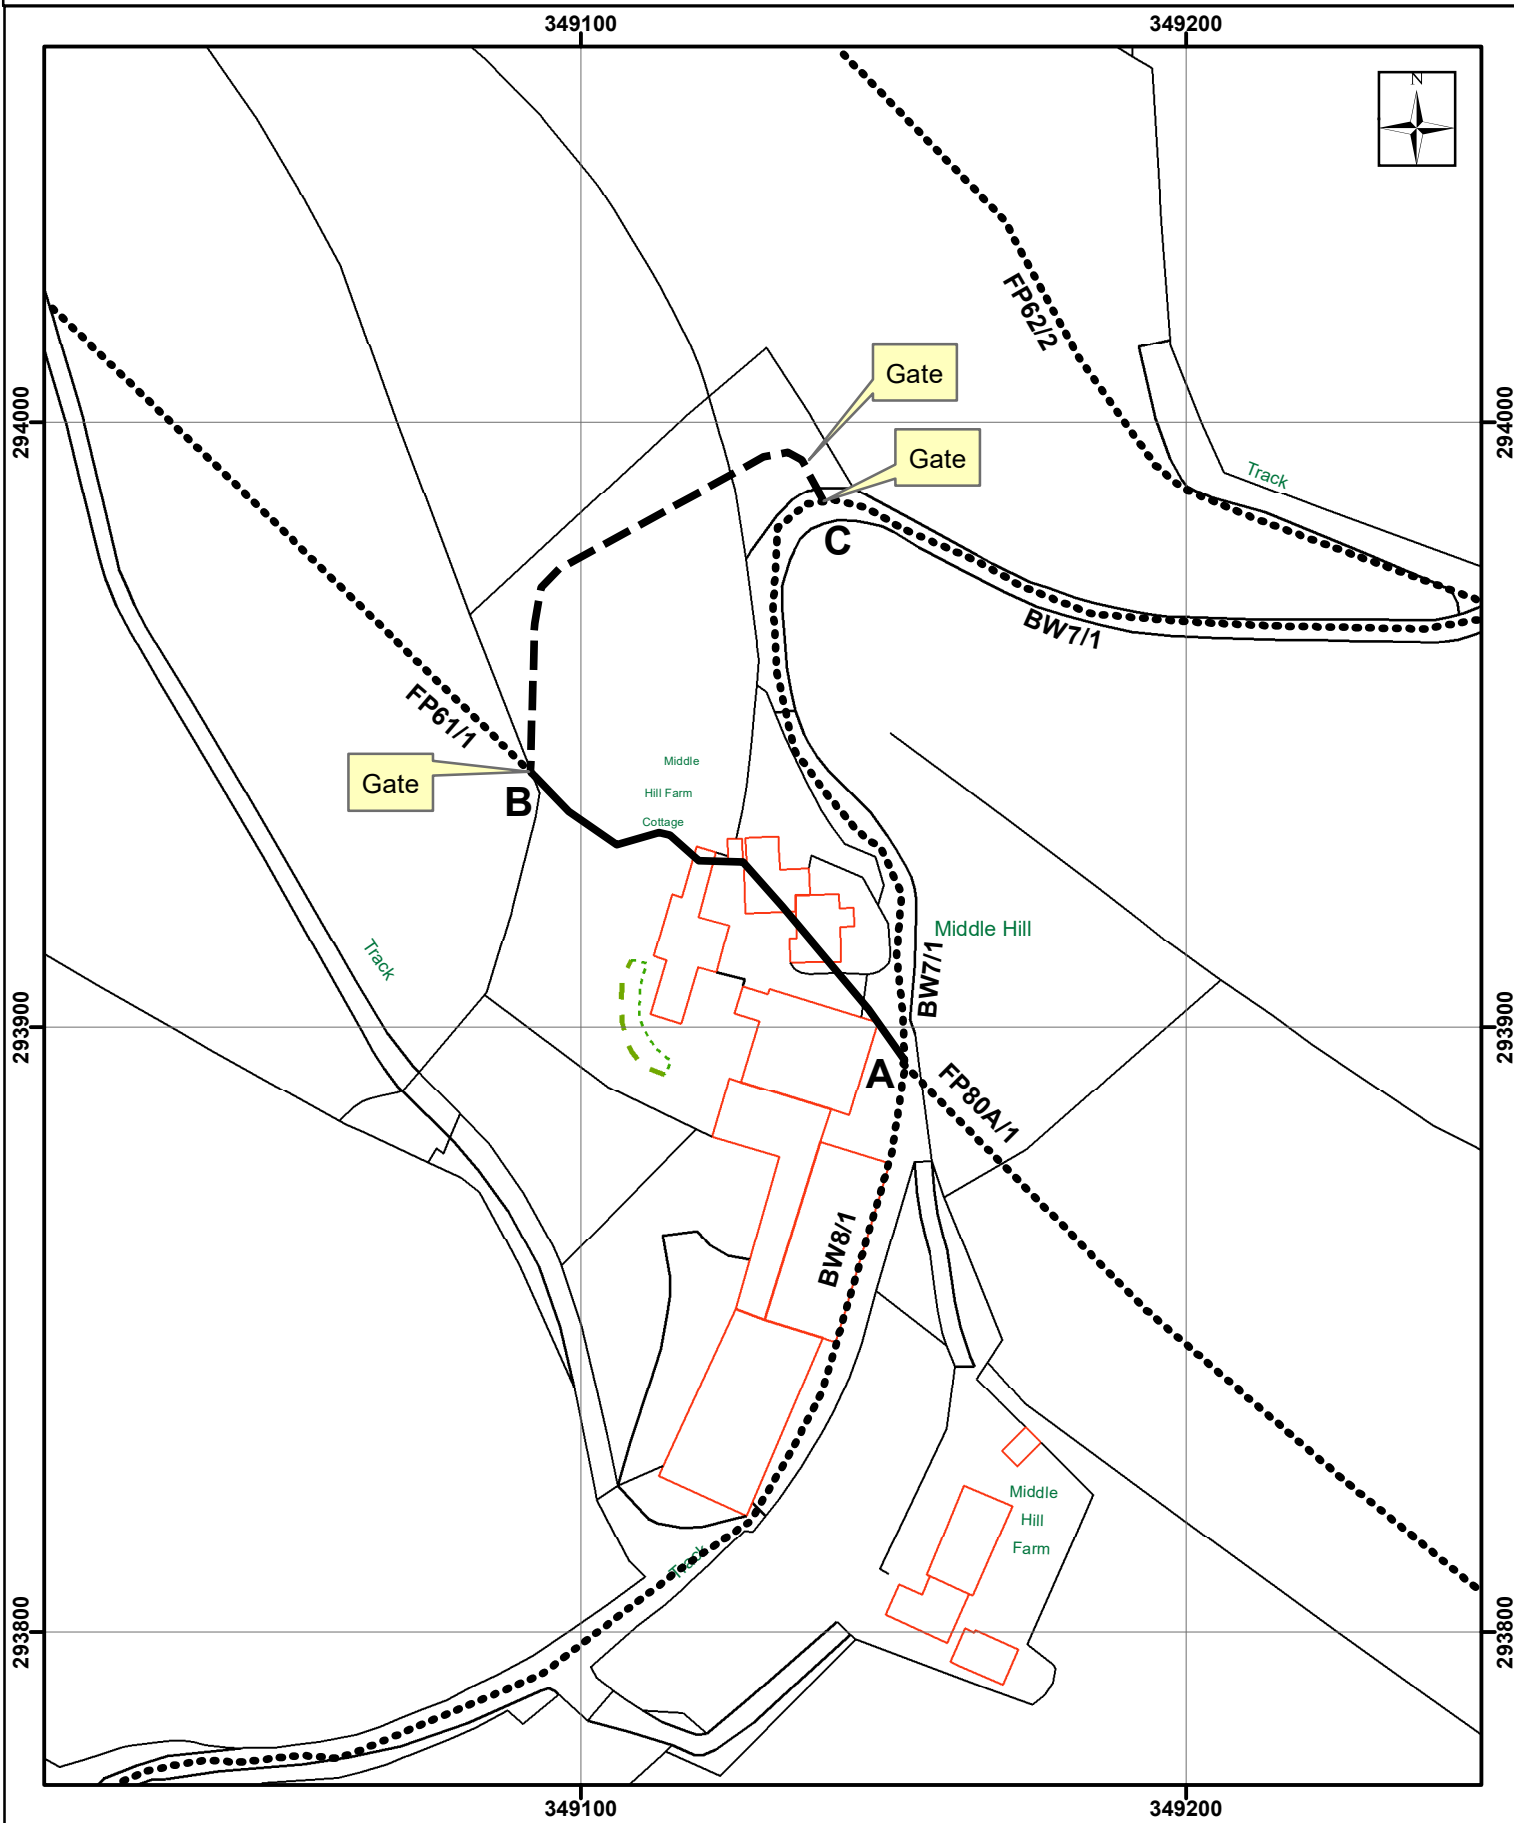 349100
349200
N
FP62/2
Gate
294000
294000
Gate
Track
C
BW7/1
FP61/1
Gate
B
Middle
Hill Farm
Cottage
Middle Hill
Track
BW7/1
293900
293900
A
FP80A/1
BW8/1
Middle
Hill
Farm
Track
293800
293800
349100
349200